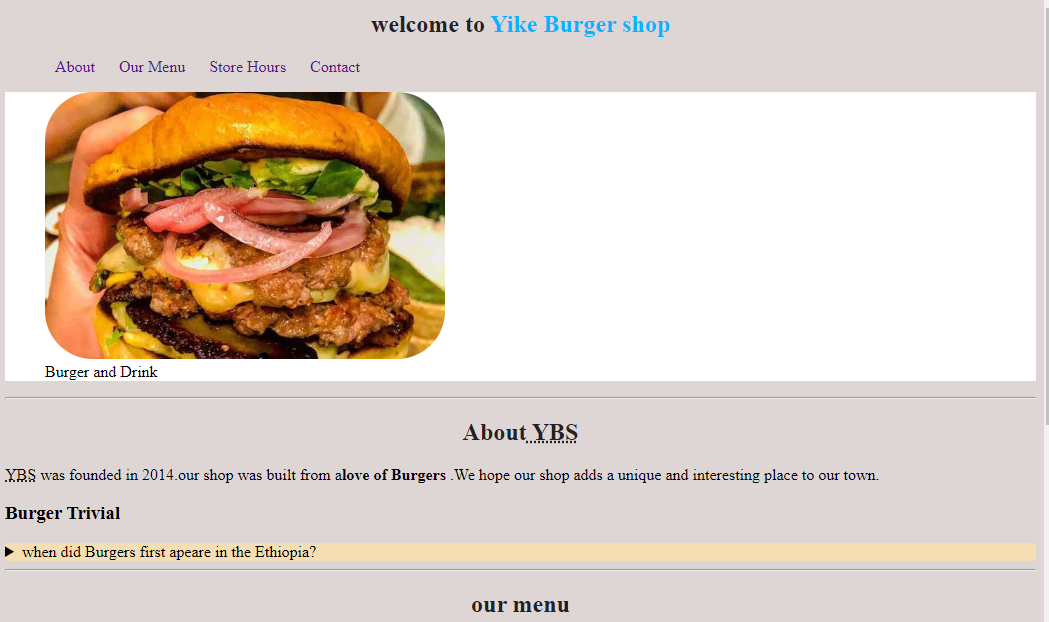 welcome to Yike Burger shop
About Our Menu Store Hours Contact
Burger and Drink
About YBS
YBS was founded in 2014.our shop was built from alove of Burgers .We hope our shop adds a unique and interesting place to our town.
Burger Trivial
when did Burgers first apeare in the Ethiopia?
our menu